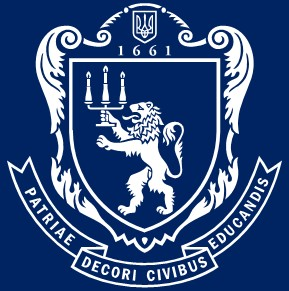 1661
PATRIAE
DECORI CIVIBUS
EDUCANDIS